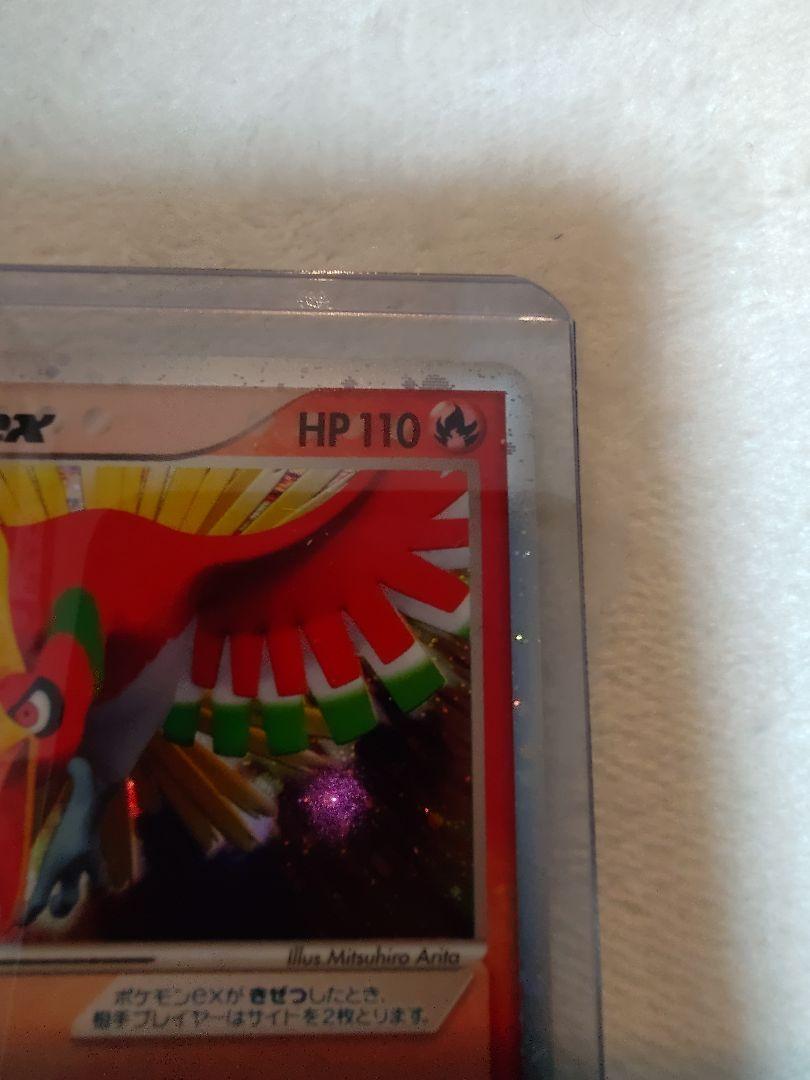 ex HP 110
Illus Mitsuhiro Arita
ポケモンexが きぜつしたとき、
相手プレイヤーはサイドを2枚とります。